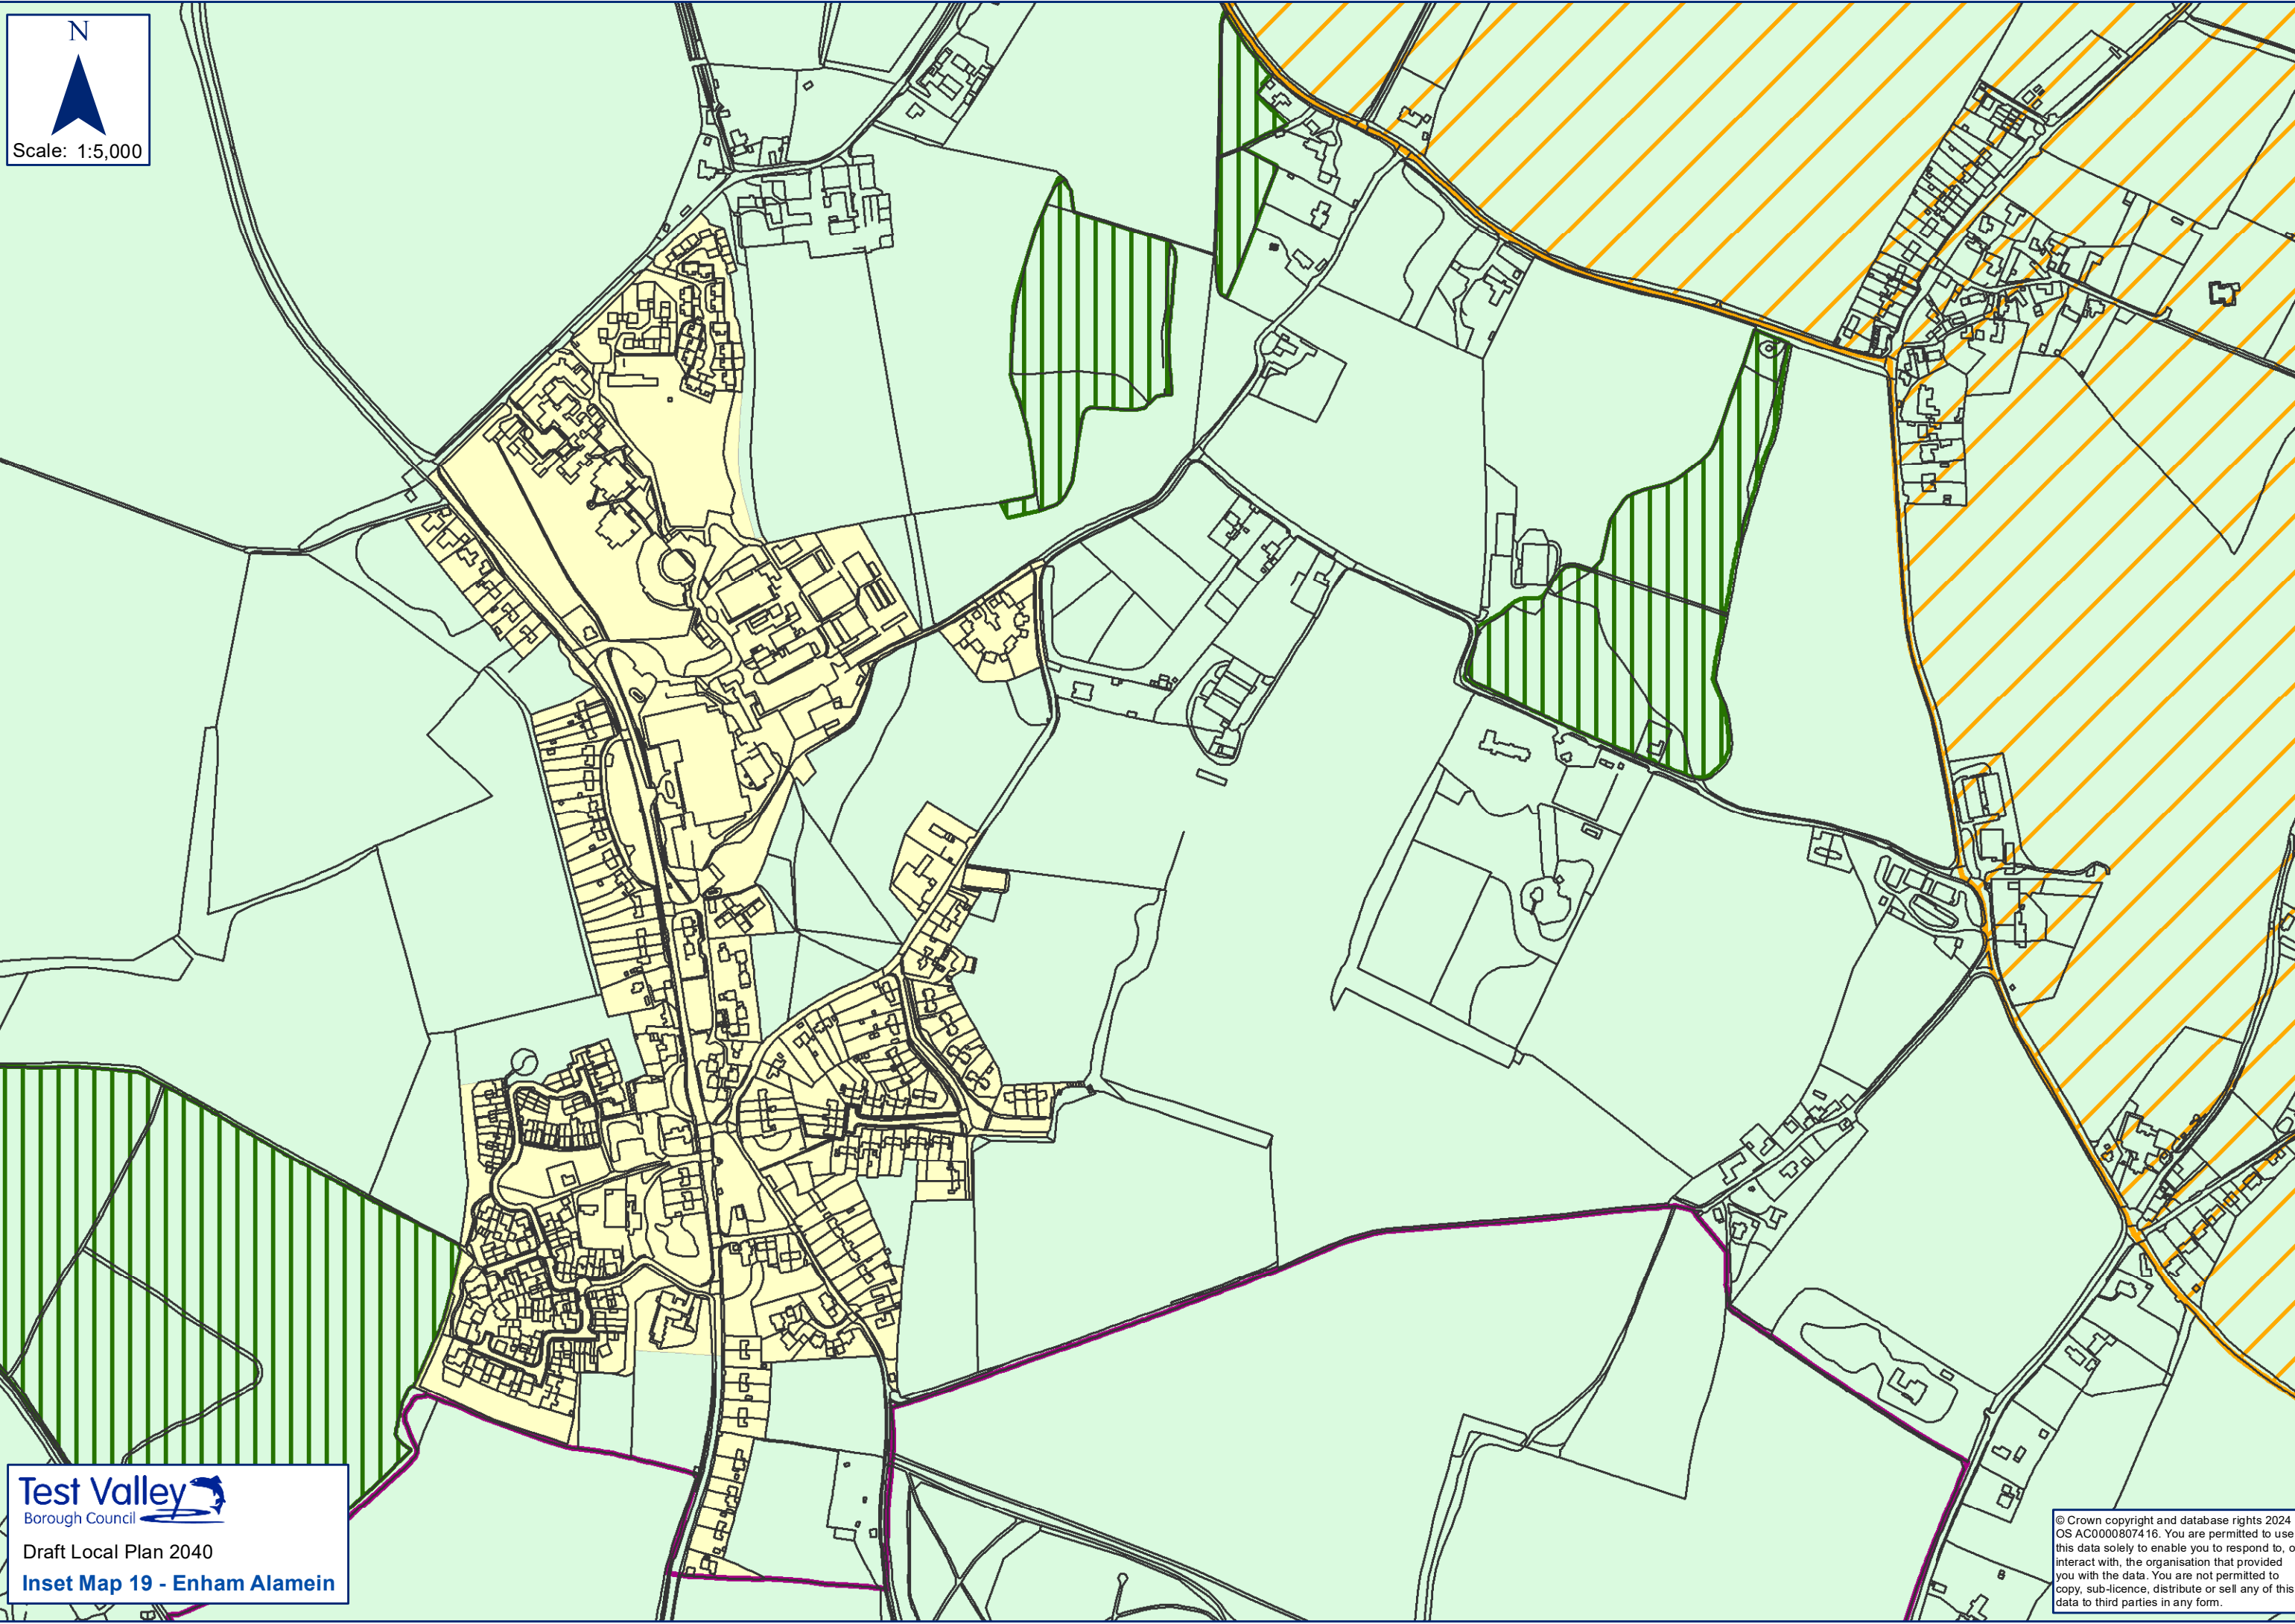 N
Scale: 1:5,000
Test Valley
Borough Council
Draft Local Plan 2040
Inset Map 19 - Enham Alamein
© Crown copyright and database rights 2024
OS AC0000807416. You are permitted to use
this data solely to enable you to respond to, o
interact with, the organisation that provided
you with the data. You are not permitted to
copy, sub-licence, distribute or sell any of this
data to third parties in any form.